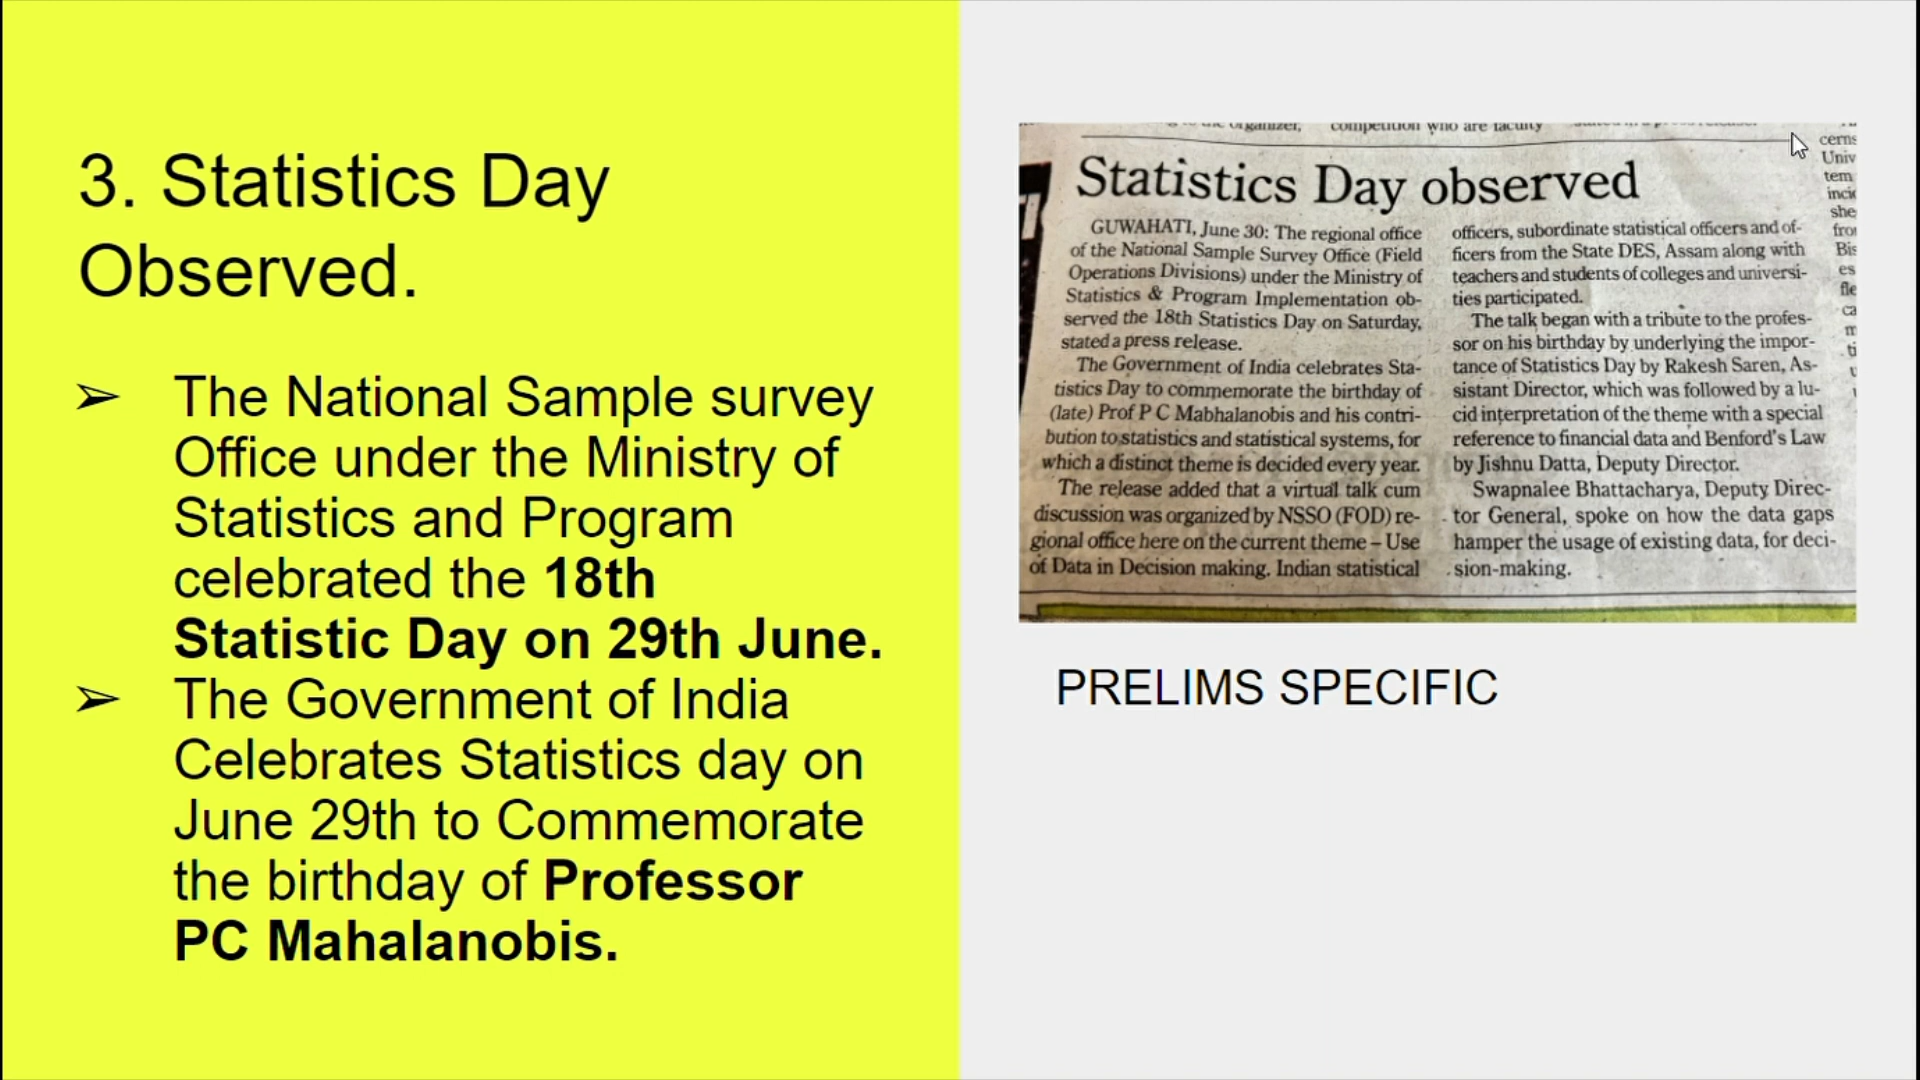 3. Statistics Day
Observed.
➢ The National Sample survey
Office under the Ministry of
Statistics and Program
celebrated the 18th
Statistic Day on 29th June.
➢ The Government of India
Celebrates Statistics day on
June 29th to Commemorate
the birthday of Professor
PC Mahalanobis.
competition who are faculty
Statistics Day observed
GUWAHATI, June 30: The regional office
of the National Sample Survey Office (Field
Operations Divisions) under the Ministry of
Statistics & Program Implementation ob-
served the 18th Statistics Day on Saturday,
stated a press release.
The Government of India celebrates Sta-
tistics Day to commemorate the birthday of
(late) Prof P C Mabhalanobis and his contri-
bution to statistics and statistical systems, for
which a distinct theme is decided every year.
The release added that a virtual talk cum
discussion was organized by NSSO (FOD) re-
gional office here on the current theme – Use
of Data in Decision making. Indian statistical
officers, subordinate statistical officers and of-
ficers from the State DES, Assam along with
teachers and students of colleges and universi-
ties participated.
The talk began with a tribute to the profes-
sor on his birthday by underlying the impor-
tance of Statistics Day by Rakesh Saren, As-
sistant Director, which was followed by a lu-
cid interpretation of the theme with a special
reference to financial data and Benford's Law
by Jishnu Datta, Deputy Director.
Swapnalee Bhattacharya, Deputy Direc-
tor General, spoke on how the data gaps
hamper the usage of existing data, for deci-
sion-making.
PRELIMS SPECIFIC